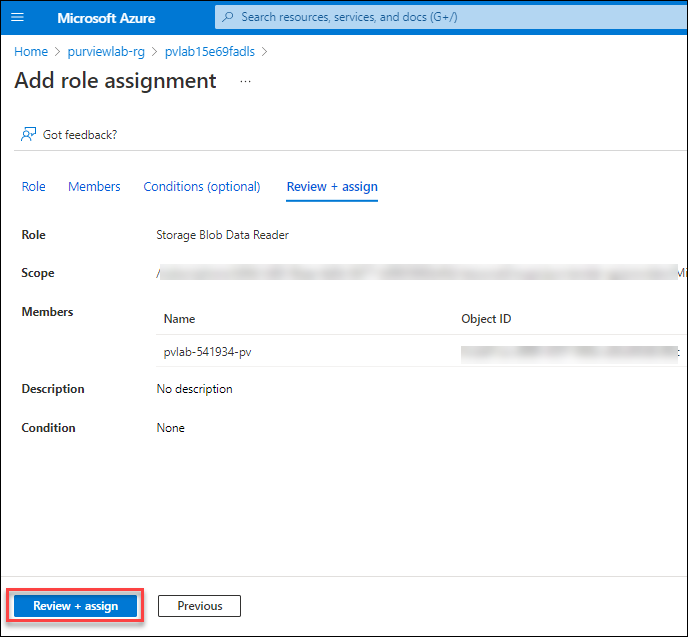 Microsoft Azure
Search resources, services, and docs (G+/)
Home > purviewlab-rg > pvlab15e69fadls >
Add role assignment ...
Got feedback?
Role Members Conditions (optional) Review + assign
Role Storage Blob Data Reader
Scope /
Members Name Object ID
pvlab-541934-pv
Description No description
Condition None
Review + assign Previous